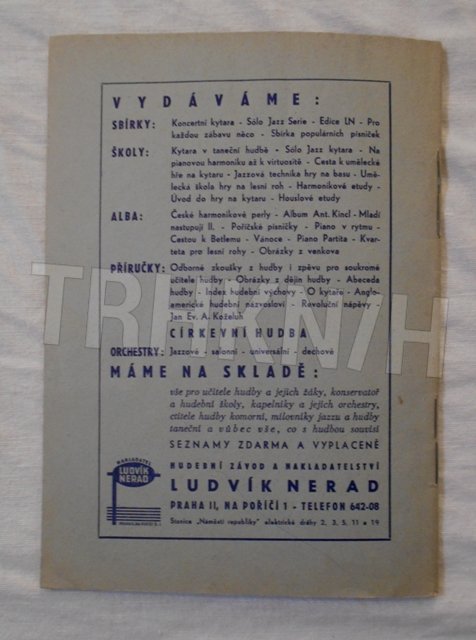 VYDÁVÁME:
SBÍRKY: Koncertní kytara - Sólo Jazz Serie - Edice LN - Pro
každou zábavu něco - Sbírka populárních písniček
ŠKOLY: Kytara v taneční hudbě - Sólo Jazz kytara - Na
pianovou harmoniku až k virtuositě - Cesta k umělecké
hře na kytaru - Jazzová technika hry na basu - Umě-
lecká škola hry na lesní roh - Harmonikové etudy -
Úvod do hry na kytaru - Houslové etudy
ALBA: České harmonikové perly - Album Ant. Kincl - Mladí
nastupují II. - Poříčské písničky - Piano v rytmu -
Cestou k Betlemu - Vánoce - Piano Partita - Kvar-
teta pro lesní rohy - Obrázky z venkova
PŘÍRUČKY: Odborné zkoušky z hudby i zpěvu pro soukromé
učitele hudby - Obrázky z dějin hudby - Abeceda
hudby - Index hudební výchovy - O kytaře - Anglo-
americké hudební názvosloví - Revoluční nápěvy -
Jan Ev. A. Koželuh
CÍRKEVNÍ HUDBA
ORCHESTRY: Jazzové - salonní - universální - dechové
MÁME NA SKLADĚ:
vše pro učitele hudby a jejich žáky, konservatoř
a hudební školy, kapelníky a jejich orchestry,
ctitele hudby komorní, milovníky jazzu a hudby
taneční a vůbec vše, co s hudbou souvisí
SEZNAMY ZDARMA A VYPLACENĚ
HUDEBNÍ ZÁVOD A NAKLADATELSTVÍ
LUDVÍK NERAD
PRAHA II, NA POŘÍČÍ 1 - TELEFON 642-08
Stanice „Náměstí republiky" elektrické dráhy 2, 3, 5, 11 a 19
NAKLADATEL
LUDVÍK
NERAD
TRHKNIH